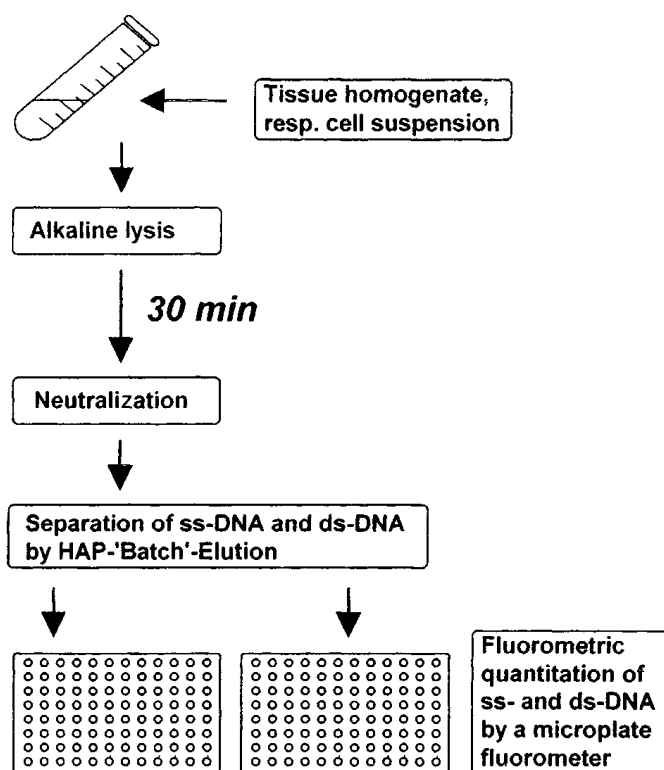 Tissue homogenate,
resp. cell suspension
Alkaline lysis
30 min
Neutralization
Separation of ss-DNA and ds-DNA
by HAP-'Batch'-Elution
Fluorometric
quantitation of
ss- and ds-DNA
by a microplate
fluorometer